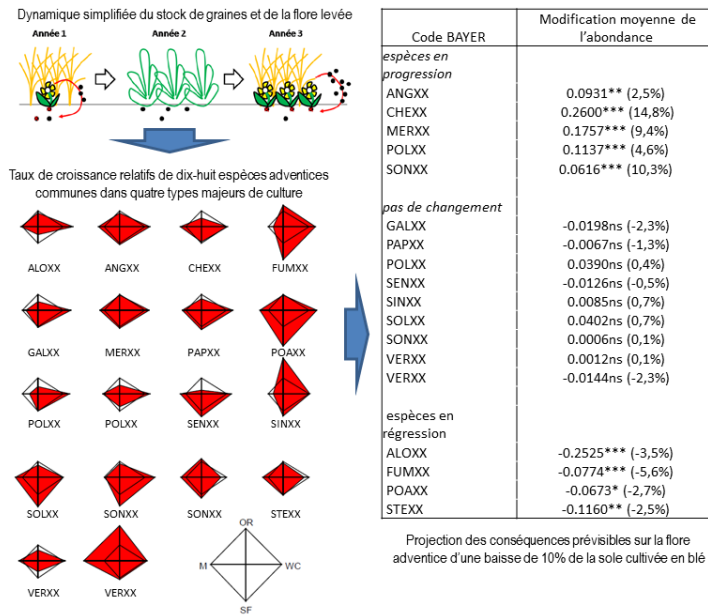 Dynamique simplifiée du stock de graines et de la flore levée
Année 1
Année 2
Année 3
Taux de croissance relatifs de dix-huit espèces adventices
communes dans quatre types majeurs de culture
ALOXX
ANGXX
CHEXX
FUMXX
GALXX
MERXX
PAPXX
POAXX
POLXX
POLXX
SENXX
SINXX
SOLXX
SONXX
SONXX
STEXX
VERXX
VERXX
OR
M
WC
SF
Code BAYER
Modification moyenne de
l'abondance
espèces en
progression
ANGXX 0.0931** (2,5%)
CHEXX 0.2600*** (14,8%)
MERXX 0.1757*** (9,4%)
POLXX 0.1137*** (4,6%)
SONXX 0.0616*** (10,3%)
pas de changement
GALXX -0.0198ns (-2,3%)
PAPXX -0.0067ns (-1,3%)
POLXX 0.0390ns (0,4%)
SENXX -0.0126ns (-0,5%)
SINXX 0.0085ns (0,7%)
SOLXX 0.0402ns (0,7%)
SONXX 0.0006ns (0,1%)
VERXX 0.0012ns (0,1%)
VERXX -0.0144ns (-2,3%)
espèces en
régression
ALOXX -0.2525*** (-3,5%)
FUMXX -0.0774*** (-5,6%)
POAXX -0.0673* (-2,7%)
STEXX -0.1160** (-2,5%)
Projection des conséquences prévisibles sur la flore
adventice d'une baisse de 10% de la sole cultivée en blé